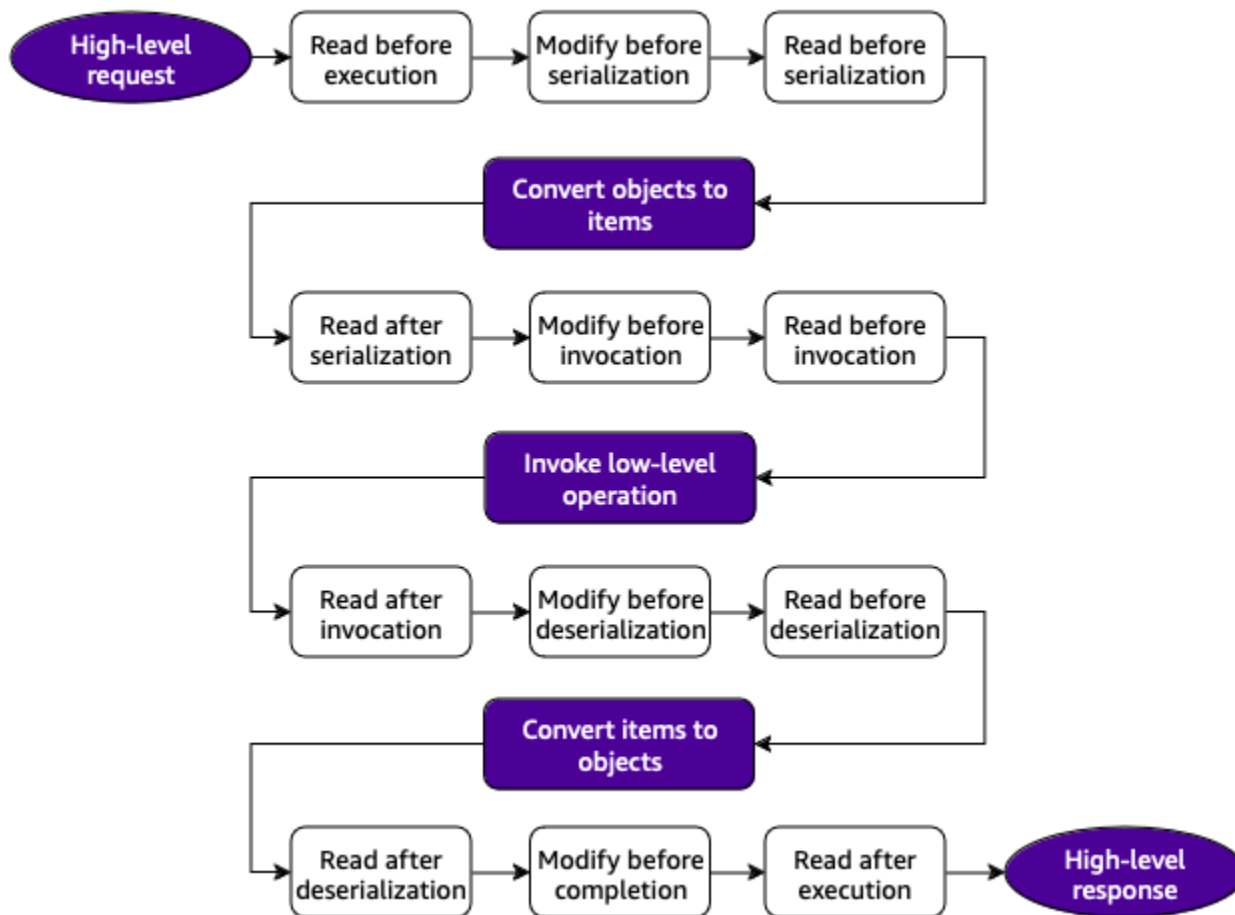 High-level
request
Read before
execution
Modify before
serialization
Read before
serialization
Convert objects to
items
Read after
serialization
Modify before
invocation
Read before
invocation
Invoke low-level
operation
Read after
invocation
Modify before
deserialization
Read before
deserialization
Convert items to
objects
Read after
deserialization
Modify before
completion
Read after
execution
High-level
response